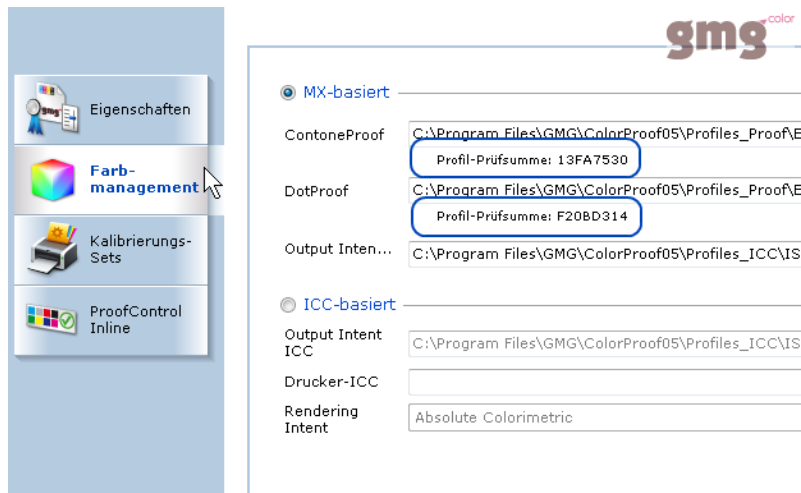 gmg color
gmg
Eigenschaften
Farb-
management
Kalibrierungs-
Sets
ProofControl
Inline
MX-basiert
ContoneProof C:\Program Files\GMG\ColorProof05\Profiles_Proof\E
Profil-Prüfsumme: 13FA7530
DotProof C:\Program Files\GMG\ColorProof05\Profiles_Proof\E
Profil-Prüfsumme: F20BD314
Output Inten... C:\Program Files\GMG\ColorProof05\Profiles_ICC\IS
ICC-basiert
Output Intent
ICC C:\Program Files\GMG\ColorProof05\Profiles_ICC\IS
Drucker-ICC
Rendering
Intent Absolute Colorimetric